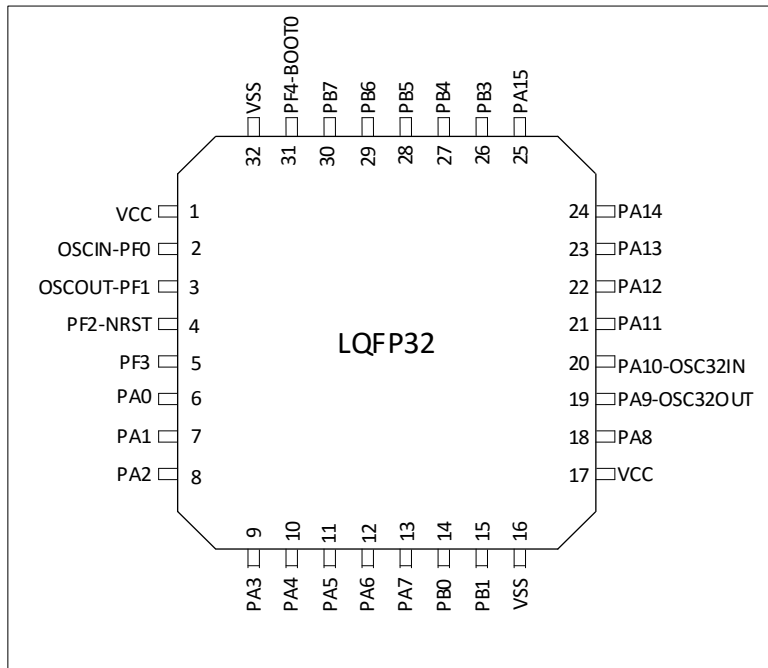 VSS
PF4-BOOT0
PB7
PB6
PB5
PB4
PB3
PA15
32
31
30
29
28
27
26
25
VCC 1
OSCIN-PF0 2
OSCOUT-PF1 3
PF2-NRST 4
PF3 5
PA0 6
PA1 7
PA2 8
LQFP32
24 PA14
23 PA13
22 PA12
21 PA11
20 PA10-OSC32IN
19 PA9-OSC32OUT
18 PA8
17 VCC
9
10
11
12
13
14
15
16
PA3
PA4
PA5
PA6
PA7
PB0
PB1
VSS